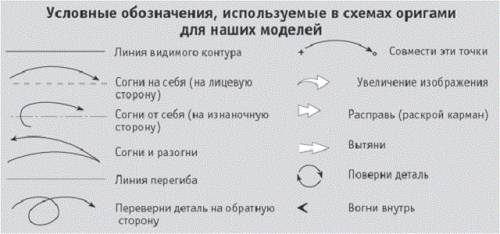 Условные обозначения, используемые в схемах оригами
для наших моделей
Линия видимого контура
Согни на себя (на лицевую
сторону)
Согни от себя (на изнаночную
сторону)
Согни и разогни
Линия перегиба
Переверни деталь на обратную
сторону
Совмести эти точки
Увеличение изображения
Расправь (раскрой карман)
Вытяни
Поверни деталь
Вогни внутрь